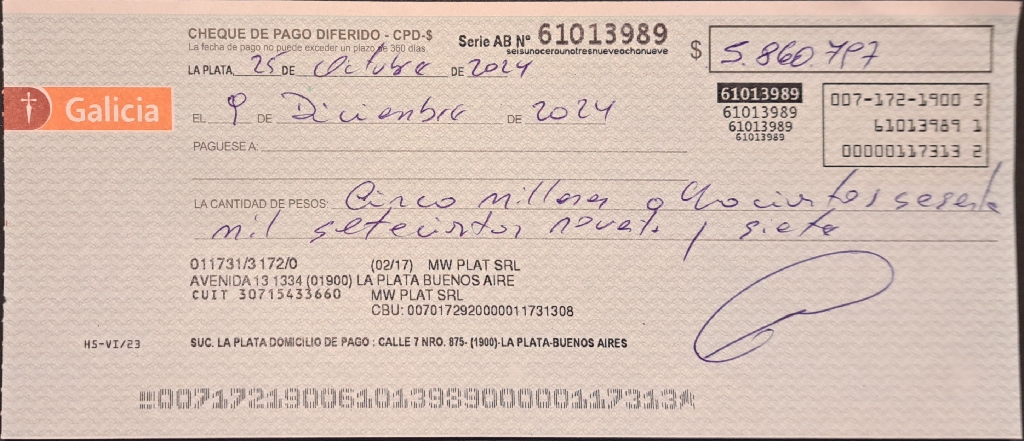 CHEQUE DE PAGO DIFERIDO - CPD-$
La fecha de pago no puede exceder un plazo de 360 días
Serie AB Nº 61013989
seisunocerounotresnueveochonueve
$ 5.860.797
LA PLATA, 25 DE Octubre DE 2024
Galicia
EL 9 DE Diciembre DE 2024
61013989
61013989
61013989
61013989
007-172-1900 5
61013989 1
00000117313 2
PAGUESE A:
LA CANTIDAD DE PESOS: Cinco millones ochocientos sesenta
mil setecientos noventa y siete
011731/3172/0 (02/17) MW PLAT SRL
AVENIDA 13 1334 (01900) LA PLATA BUENOS AIRE
CUIT 30715433660 MW PLAT SRL
CBU: 0070172920000011731308
HS-VI/23
SUC. LA PLATA DOMICILIO DE PAGO : CALLE 7 NRO. 875- (1900)-LA PLATA-BUENOS AIRES
00717219006101398900000117313